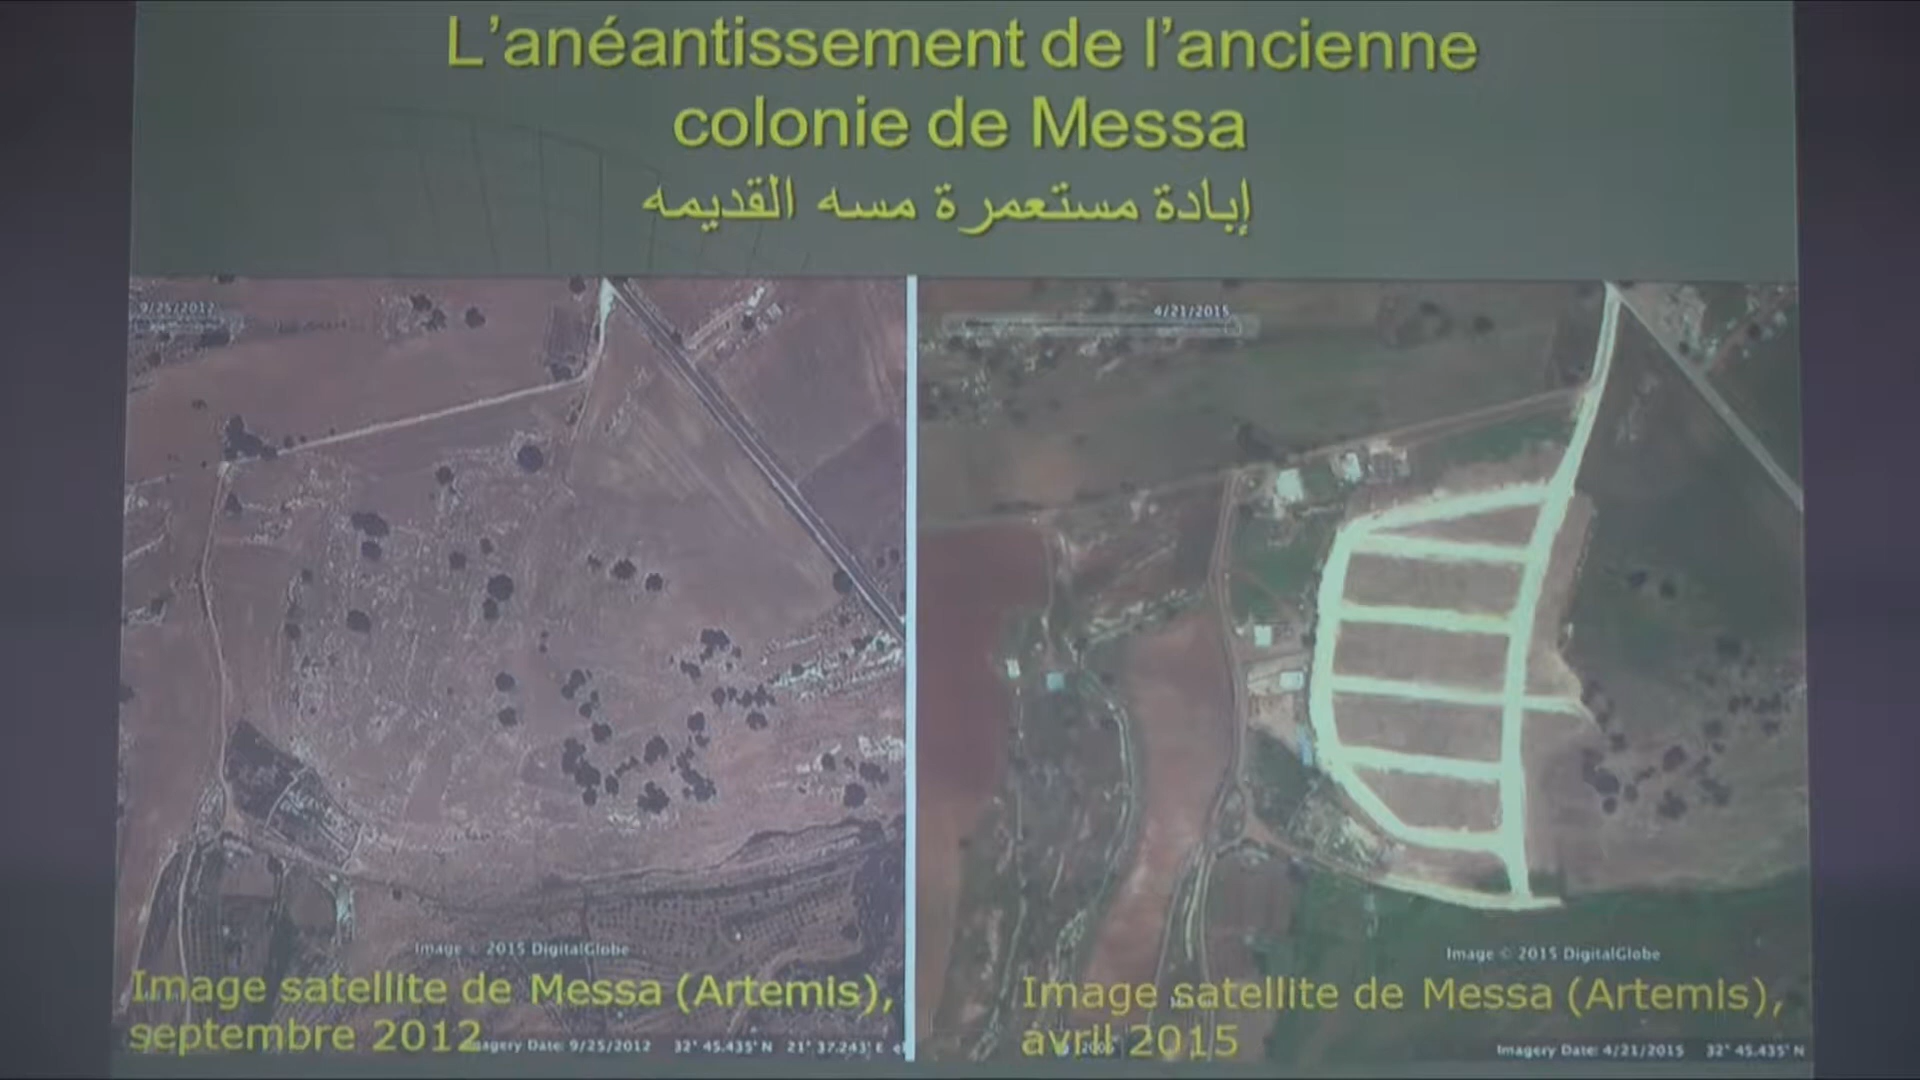 L'anéantissement de l'ancienne
colonie de Messa
إبادة مستعمرة مسه القديمه
9/25/2012
4/21/2015
Image © 2015 DigitalGlobe
Image © 2015 DigitalGlobe
Image satellite de Messa (Artemis),
septembre 2012
Imagery Date: 9/25/2012 32° 45.435' N 21° 37.243' E
Image satellite de Messa (Artemis),
avril 2015
Imagery Date: 4/21/2015 32° 45.435' N